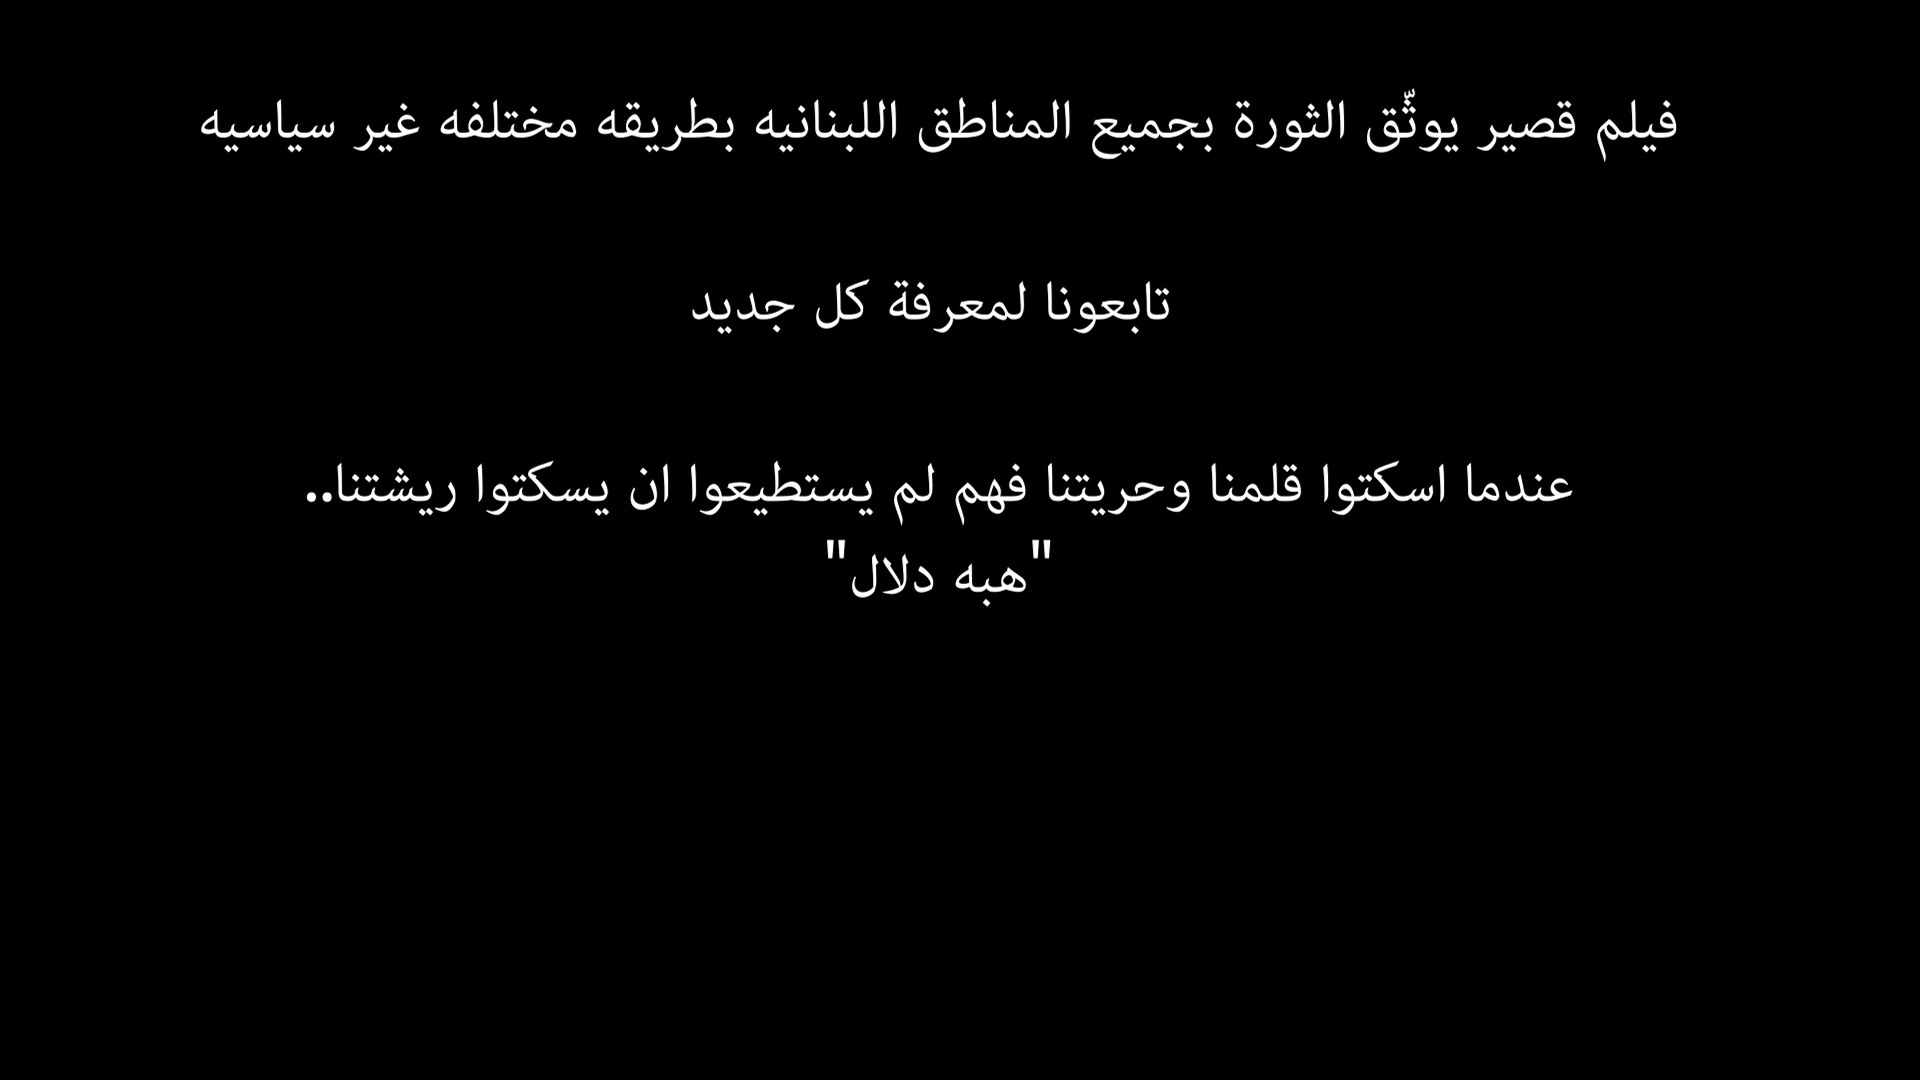 فيلم قصير يوثّق الثورة بجميع المناطق اللبنانيه بطريقه مختلفه غير سياسيه
تابعونا لمعرفة كل جديد
عندما اسكتوا قلمنا وحريتنا فهم لم يستطيعوا ان يسكتوا ريشتنا..
"هبه دلال"